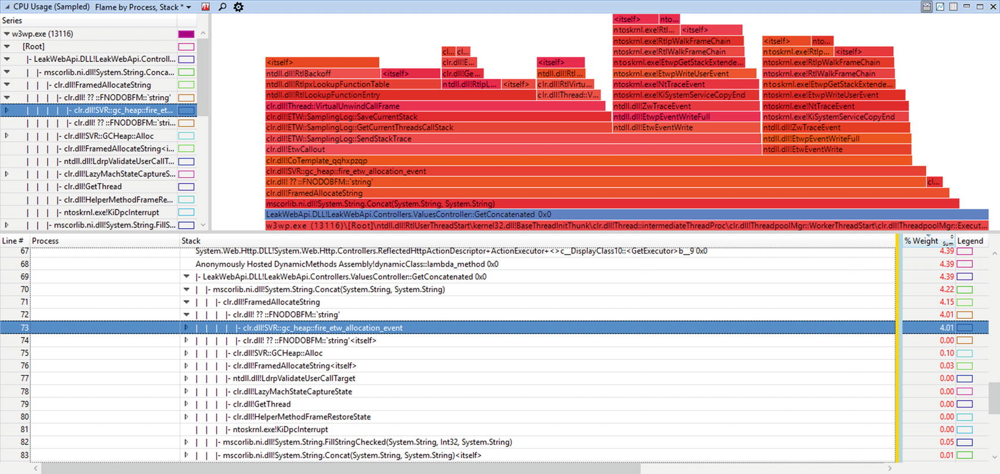 CPU Usage (Sampled) Flame by Process, Stack *
Series
w3wp.exe (13116)
[Root]
|- LeakWebApi.DLL!LeakWebApi.Controll...
| |- mscorlib.ni.dll!System.String.Conca...
| | |- clr.dll!FramedAllocateString
| | | |- clr.dll! ?? ::FNODOBFM::`string'
| | | | |- clr.dll!SVR::gc_heap::fire_et...
| | | | |- clr.dll! ?? ::FNODOBFM::`stri...
| | | |- clr.dll!SVR::GCHeap::Alloc
| | | |- clr.dll!FramedAllocateString<i...
| | | |- ntdll.dll!LdrpValidateUserCallT...
| | | |- clr.dll!LazyMachStateCaptureS...
| | | |- clr.dll!GetThread
| | | |- clr.dll!HelperMethodFrameRe...
| | | |- ntoskrnl.exe!KiDpcInterrupt
| | |- mscorlib.ni.dll!System.String.FillS...
<itself> nto...
ntoskrnl.exe!Rtl... <itself>
ntoskrnl.exe!RtlpWalkFrameChain <itself> nto...
cl... cl... ntoskrnl.exe!RtlWalkFrameChain ntoskrnl.exe!Rtlp... <itself>
<itself> clr.dll!E... <itself> ntoskrnl.exe!EtwpGetStackExtende... ntoskrnl.exe!RtlpWalkFrameChain
ntdll.dll!RtlBackoff <itself> clr.dll!Ge... ntdll.dll!Rtl... ntoskrnl.exe!EtwpWriteUserEvent ntoskrnl.exe!RtlWalkFrameChain
ntdll.dll!RtlpxLookupFunctionTable ntdll.dll!RtlpL... <itself> clr.dll!RtlVirtu... ntoskrnl.exe!NtTraceEvent ntoskrnl.exe!EtwpGetStackExtende...
ntdll.dll!RtlLookupFunctionEntry clr.dll!Thread::V... ntoskrnl.exe!KiSystemServiceCopyEnd ntoskrnl.exe!EtwpWriteUserEvent
clr.dll!Thread::VirtualUnwindCallFrame ntdll.dll!ZwTraceEvent ntoskrnl.exe!NtTraceEvent
clr.dll!ETW::SamplingLog::SaveCurrentStack ntdll.dll!EtwpEventWriteFull ntoskrnl.exe!KiSystemServiceCopyEnd
clr.dll!ETW::SamplingLog::GetCurrentThreadsCallStack ntdll.dll!EtwEventWrite ntdll.dll!ZwTraceEvent
clr.dll!ETW::SamplingLog::SendStackTrace ntdll.dll!EtwpEventWriteFull
clr.dll!EtwCallout ntdll.dll!EtwEventWrite
clr.dll!CoTemplate_qqhxpzqp
clr.dll!SVR::gc_heap::fire_etw_allocation_event
clr.dll! ?? ::FNODOBFM::`string' cl...
clr.dll!FramedAllocateString
mscorlib.ni.dll!System.String.Concat(System.String, System.String)
LeakWebApi.DLL!LeakWebApi.Controllers.ValuesController::GetConcatenated 0x0
w3wp.exe (13116)\[Root]\ntdll.dll!RtlUserThreadStart\kernel32.dll!BaseThreadInitThunk\clr.dll!Thread::intermediateThreadProc\clr.dll!ThreadpoolMgr::WorkerThreadStart\clr.dll!ThreadpoolMgr::Execut...
Line # Process Stack % Weight Sum Legend
67 System.Web.Http.DLL!System.Web.Http.Controllers.ReflectedHttpActionDescriptor+ActionExecutor+<>c__DisplayClass10::<GetExecutor>b__9 0x0 4.39
68 Anonymously Hosted DynamicMethods Assembly!dynamicClass::lambda_method 0x0 4.39
69 |- LeakWebApi.DLL!LeakWebApi.Controllers.ValuesController::GetConcatenated 0x0 4.39
70 | |- mscorlib.ni.dll!System.String.Concat(System.String, System.String) 4.22
71 | | |- clr.dll!FramedAllocateString 4.15
72 | | | |- clr.dll! ?? ::FNODOBFM::`string' 4.01
73 | | | | |- clr.dll!SVR::gc_heap::fire_etw_allocation_event 4.01
74 | | | | |- clr.dll! ?? ::FNODOBFM::`string'<itself> 0.00
75 | | | |- clr.dll!SVR::GCHeap::Alloc 0.10
76 | | | |- clr.dll!FramedAllocateString<itself> 0.03
77 | | | |- ntdll.dll!LdrpValidateUserCallTarget 0.00
78 | | | |- clr.dll!LazyMachStateCaptureState 0.00
79 | | | |- clr.dll!GetThread 0.00
80 | | | |- clr.dll!HelperMethodFrameRestoreState 0.00
81 | | | |- ntoskrnl.exe!KiDpcInterrupt 0.00
82 | | |- mscorlib.ni.dll!System.String.FillStringChecked(System.String, Int32, System.String) 0.05
83 | | |- mscorlib.ni.dll!System.String.Concat(System.String, System.String)<itself> 0.01